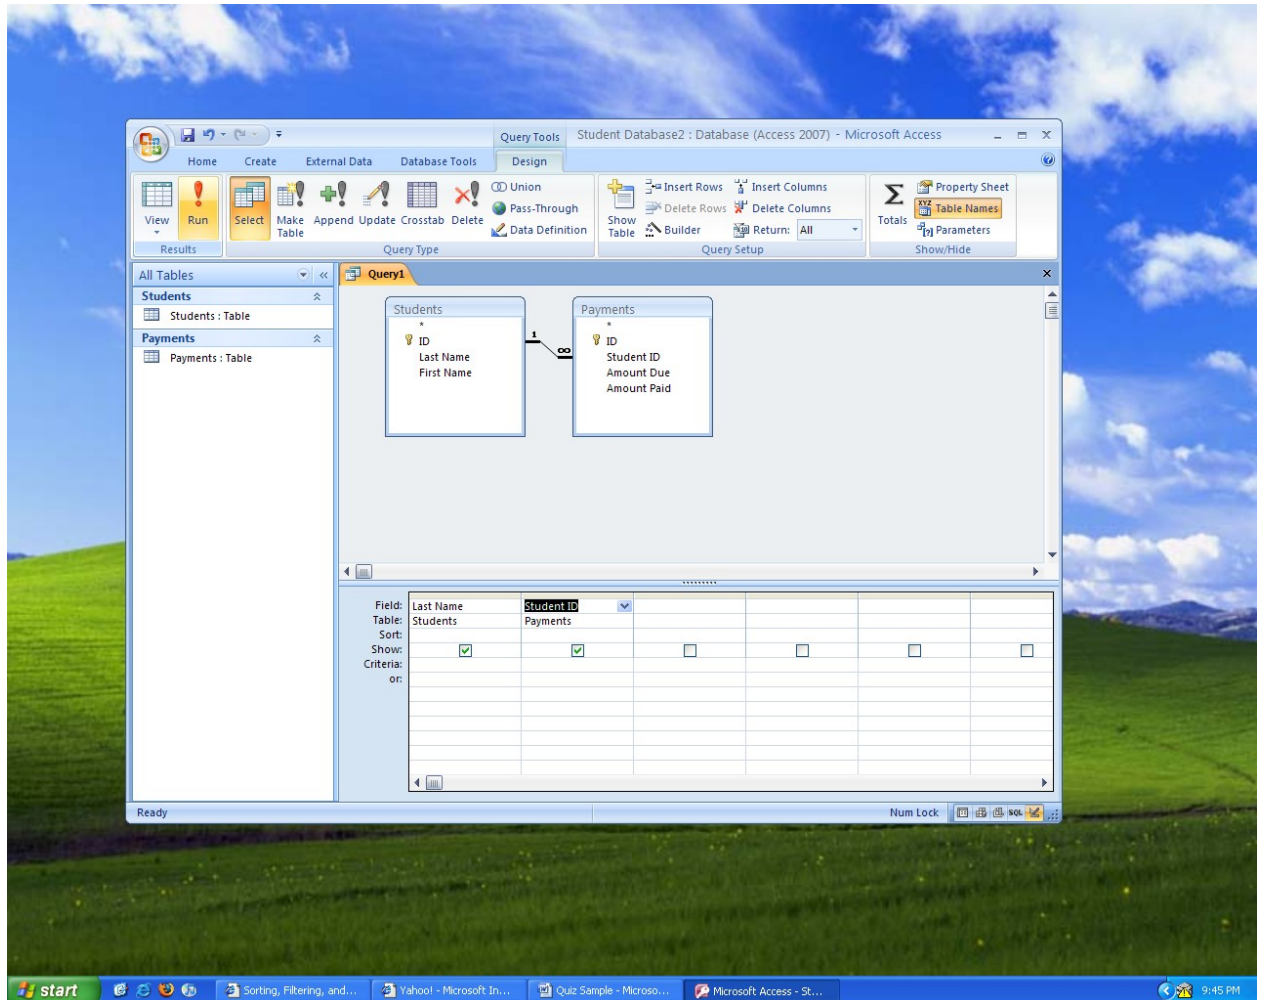 Query Tools
Student Database2 : Database (Access 2007) - Microsoft Access
Home Create External Data Database Tools Design
View Run Select Make Table Append Update Crosstab Delete
Union
Pass-Through
Data Definition
Show Table
Insert Rows
Delete Rows
Builder
Insert Columns
Delete Columns
Return: All
Σ
Totals
Property Sheet
XYZ
Table Names
[?] Parameters
Results Query Type Query Setup Show/Hide
All Tables «
Students
Students : Table
Payments
Payments : Table
Query1
Students
*
ID
Last Name
First Name
1 ∞
Payments
*
ID
Student ID
Amount Due
Amount Paid
Field: Last Name Student ID
Table: Students Payments
Sort:
Show:
Criteria:
or:
Ready Num Lock SQL
start Sorting, Filtering, and... Yahoo! - Microsoft In... Quiz Sample - Microso... Microsoft Access - St... 9:45 PM